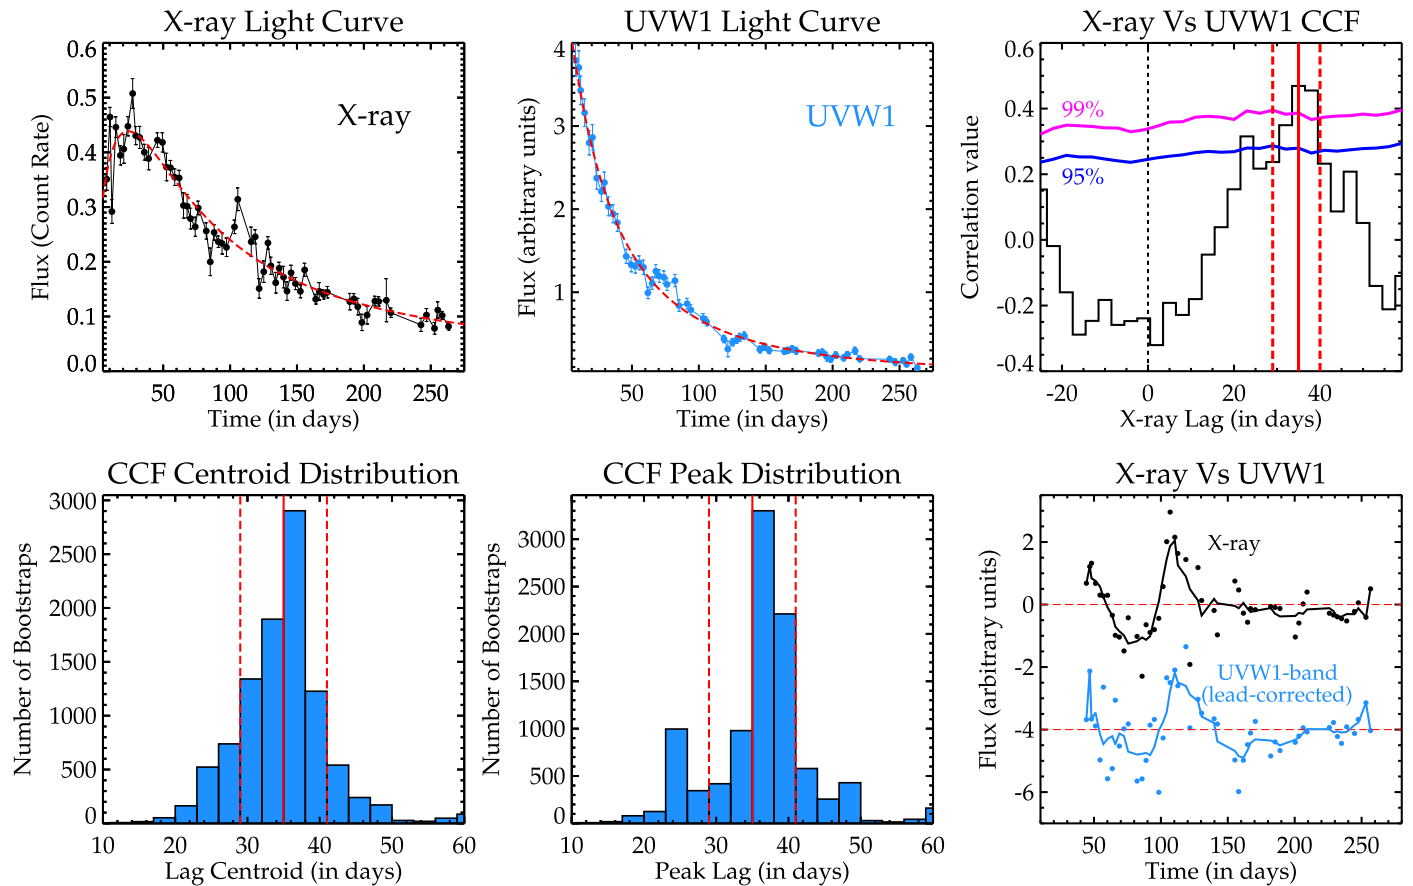 X-ray Light Curve
0.6
0.5
0.4
0.3
0.2
0.1
0.0
Flux (Count Rate)
X-ray
50 100 150 200 250
Time (in days)
UVW1 Light Curve
4
3
2
1
Flux (arbitrary units)
UVW1
50 100 150 200 250
Time (in days)
X-ray Vs UVW1 CCF
0.6
0.4
0.2
0.0
-0.2
-0.4
Correlation value
99%
95%
-20 0 20 40
X-ray Lag (in days)
CCF Centroid Distribution
3000
2500
2000
1500
1000
500
0
Number of Bootstraps
10 20 30 40 50 60
Lag Centroid (in days)
CCF Peak Distribution
3000
3500
2500
2000
1500
1000
500
0
Number of Bootstraps
10 20 30 40 50 60
Peak Lag (in days)
X-ray Vs UVW1
2
0
-2
-4
-6
Flux (arbitrary units)
X-ray
UVW1-band
(lead-corrected)
50 100 150 200 250
Time (in days)